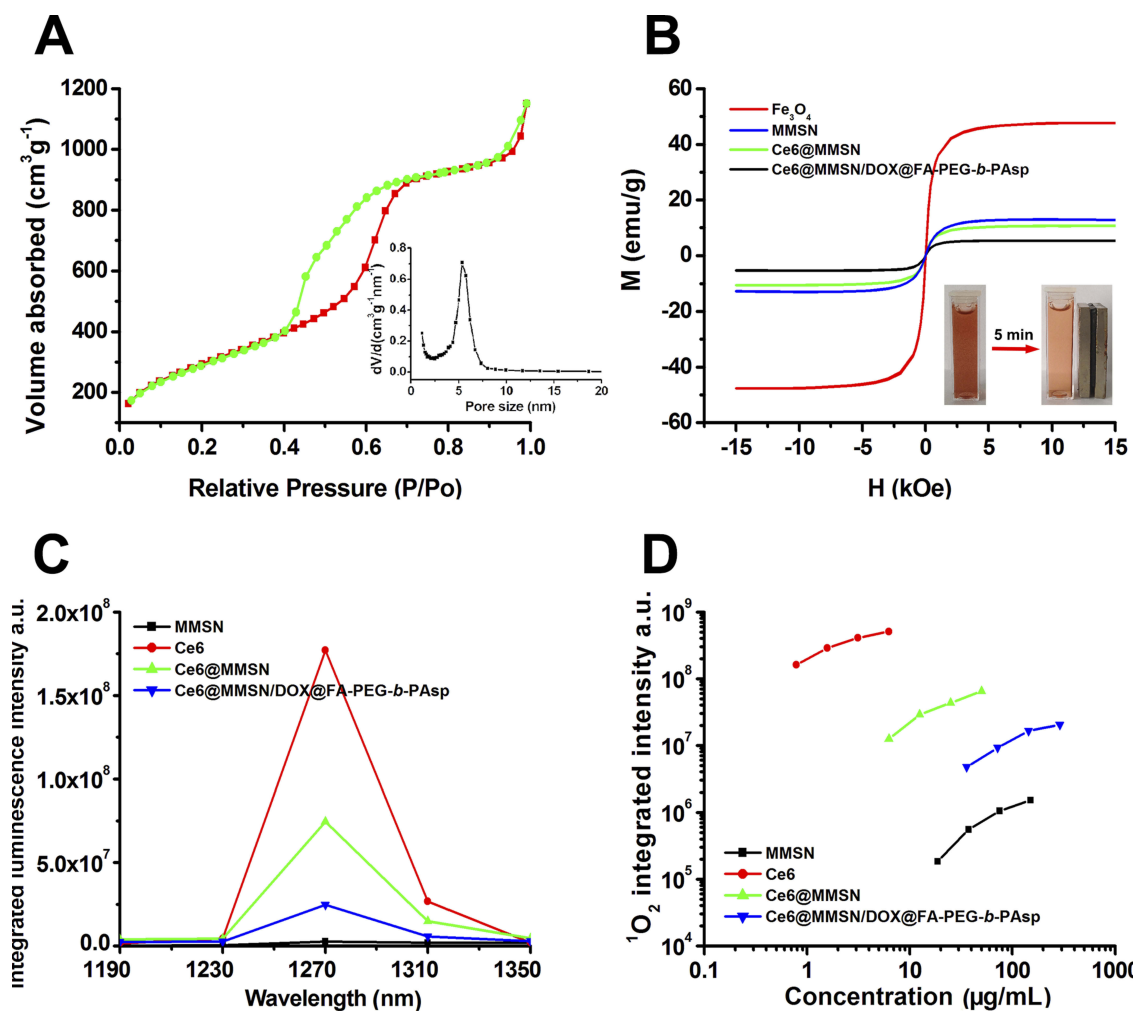 A
Volume absorbed (cm³g⁻¹)
1200
1000
800
600
400
200
0.0 0.2 0.4 0.6 0.8 1.0
Relative Pressure (P/Po)
dV/d(cm³g⁻¹nm⁻¹)
0.8
0.6
0.4
0.2
0.0
0 5 10 15 20
Pore size (nm)
B
M (emu/g)
60
40
20
0
-20
-40
-60
-15 -10 -5 0 5 10 15
H (kOe)
Fe₃O₄
MMSN
Ce6@MMSN
Ce6@MMSN/DOX@FA-PEG-b-PAsp
5 min
C
Integrated luminescence intensity a.u.
2.0x10⁸
1.5x10⁸
1.0x10⁸
5.0x10⁷
0.0
1190 1230 1270 1310 1350
Wavelength (nm)
MMSN
Ce6
Ce6@MMSN
Ce6@MMSN/DOX@FA-PEG-b-PAsp
D
¹O₂ integrated intensity a.u.
10⁹
10⁸
10⁷
10⁶
10⁵
10⁴
0.1 1 10 100 1000
Concentration (µg/mL)
MMSN
Ce6
Ce6@MMSN
Ce6@MMSN/DOX@FA-PEG-b-PAsp